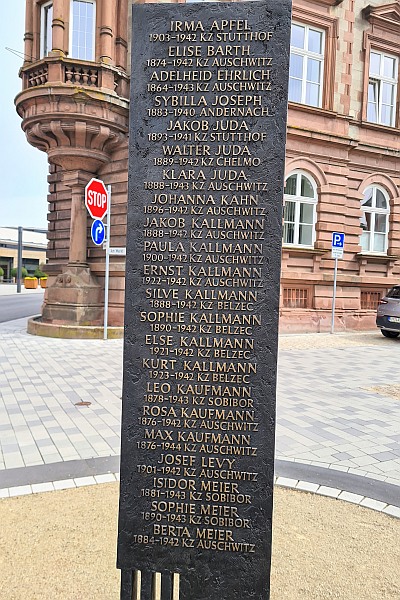 IRMA APFEL
1903-1942 KZ STUTTHOF
ELISE BARTH
1874-1942 KZ AUSCHWITZ
ADELHEID EHRLICH
1864-1943 KZ AUSCHWITZ
SYBILLA JOSEPH
1883-1940 ANDERNACH
JAKOB JUDA
1893-1941 KZ STUTTHOF
WALTER JUDA
1889-1942 KZ CHELMO
KLARA JUDA
1888-1943 KZ AUSCHWITZ
JOHANNA KAHN
1896-1942 KZ AUSCHWITZ
JAKOB KALLMANN
1888-1942 KZ AUSCHWITZ
PAULA KALLMANN
1900-1942 KZ AUSCHWITZ
ERNST KALLMANN
1922-1942 KZ AUSCHWITZ
SILVE KALLMANN
1888-1942 KZ BELZEC
SOPHIE KALLMANN
1890-1942 KZ BELZEC
ELSE KALLMANN
1921-1942 KZ BELZEC
KURT KALLMANN
1923-1942 KZ BELZEC
LEO KAUFMANN
1878-1943 KZ SOBIBOR
ROSA KAUFMANN
1876-1942 KZ AUSCHWITZ
MAX KAUFMANN
1876-1944 KZ AUSCHWITZ
JOSEF LEVY
1901-1942 KZ AUSCHWITZ
ISIDOR MEIER
1881-1943 KZ SOBIBOR
SOPHIE MEIER
1890-1943 KZ SOBIBOR
BERTA MEIER
1884-1942 KZ AUSCHWITZ
STOP
P